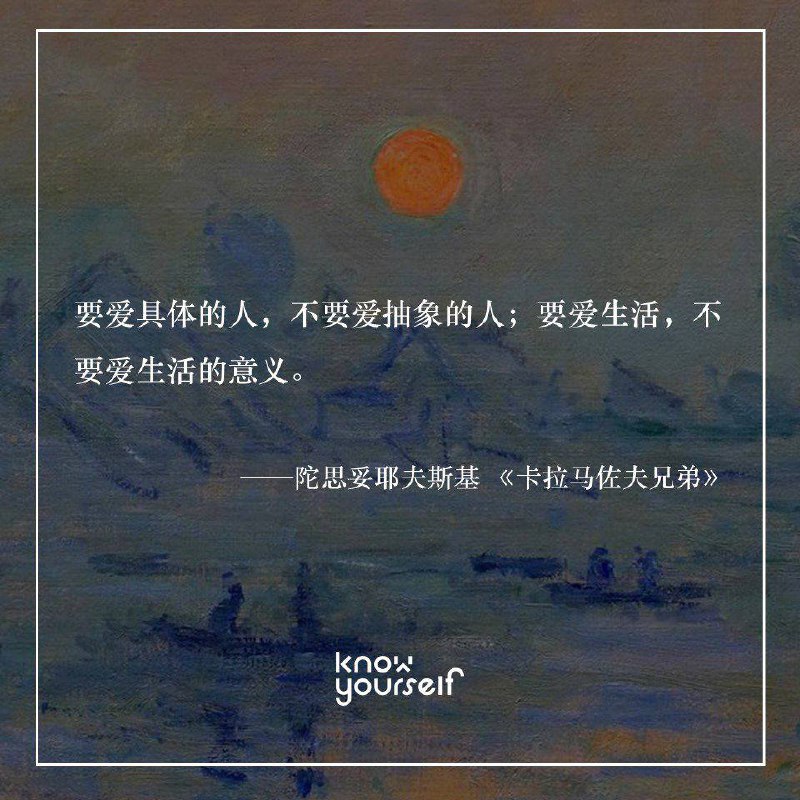 要爱具体的人，不要爱抽象的人；要爱生活，不
要爱生活的意义。
——陀思妥耶夫斯基 《卡拉马佐夫兄弟》
know
yourself